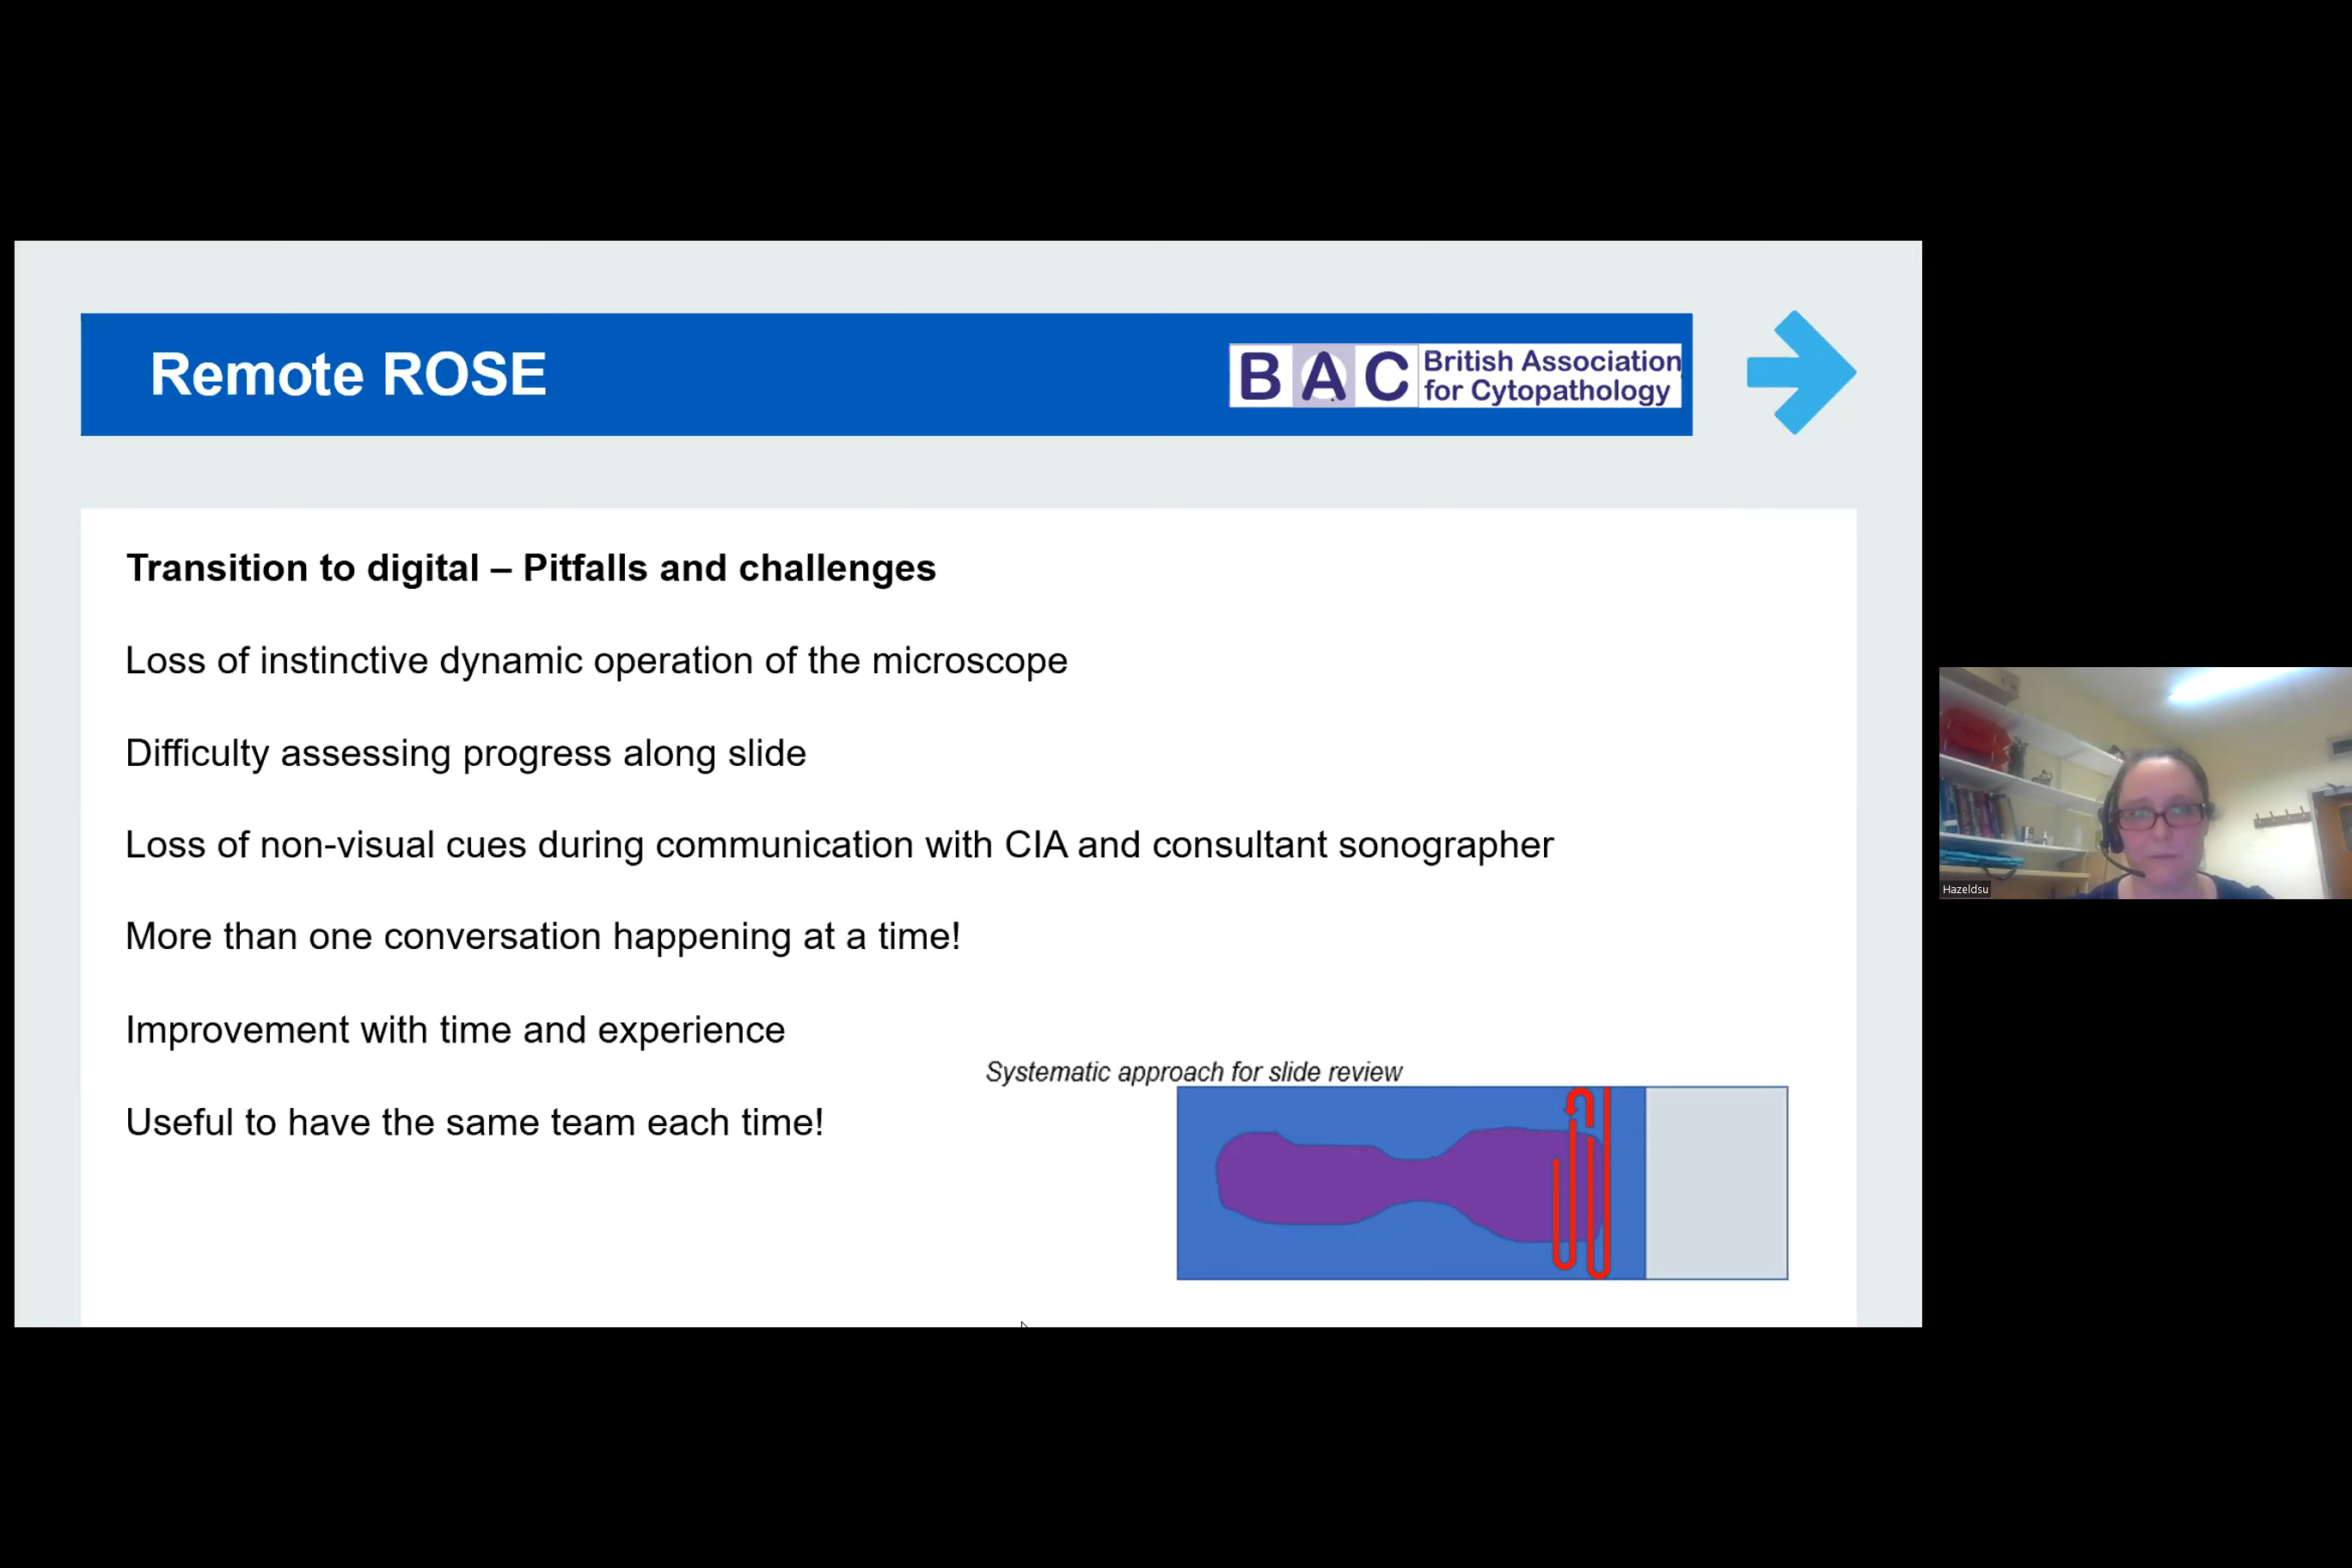 Remote ROSE
BAC
British Association
for Cytopathology
Transition to digital – Pitfalls and challenges
Loss of instinctive dynamic operation of the microscope
Difficulty assessing progress along slide
Loss of non-visual cues during communication with CIA and consultant sonographer
More than one conversation happening at a time!
Improvement with time and experience
Useful to have the same team each time!
Systematic approach for slide review
Hazeldsu